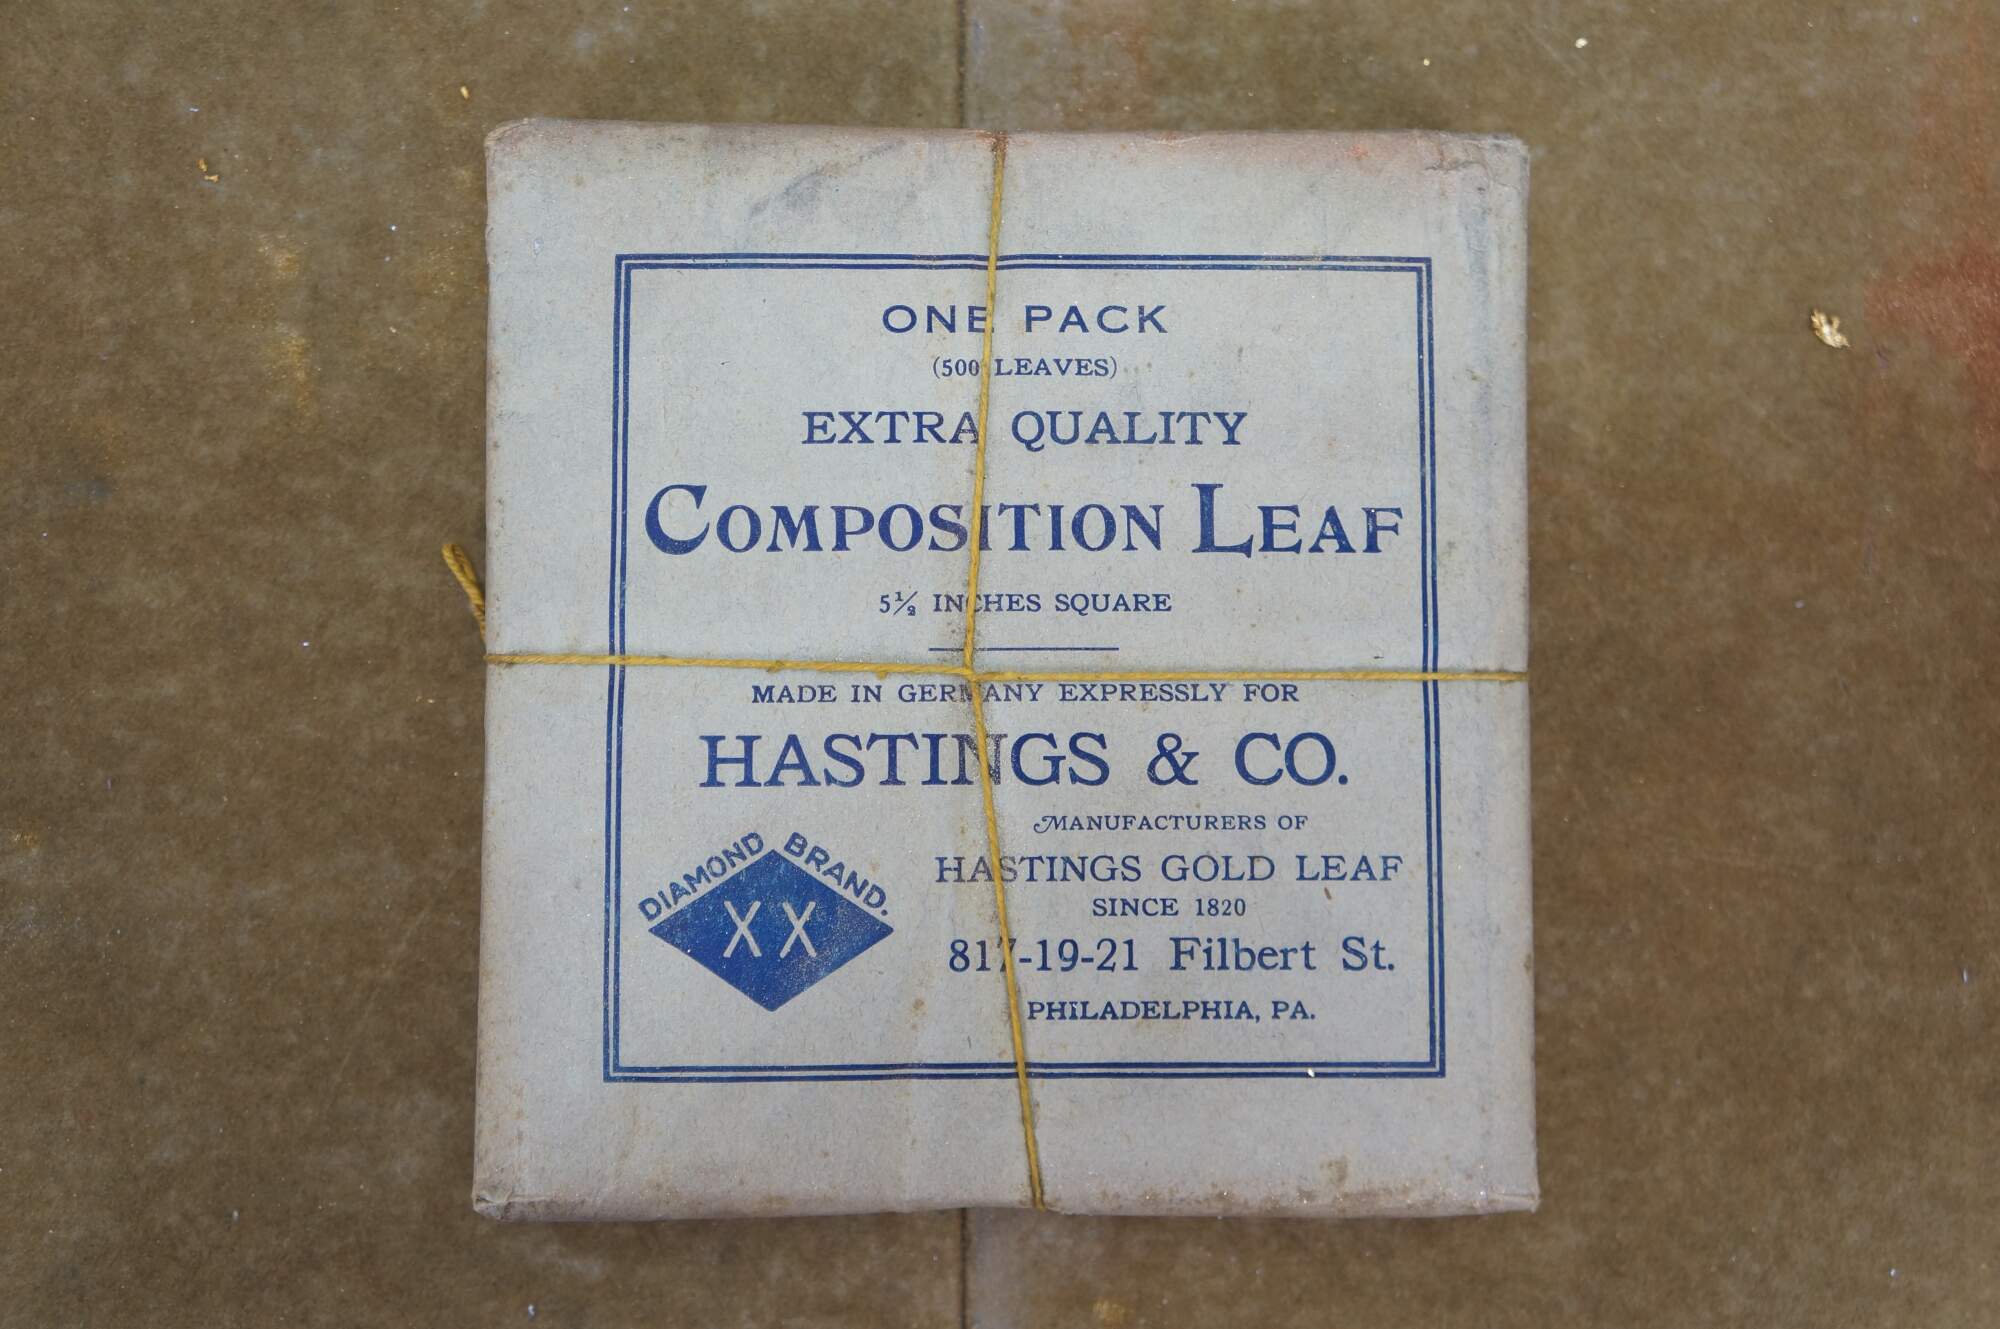 ONE PACK
(500 LEAVES)
EXTRA QUALITY
COMPOSITION LEAF
5½ INCHES SQUARE
MADE IN GERMANY EXPRESSLY FOR
HASTINGS & CO.
MANUFACTURERS OF
HASTINGS GOLD LEAF
SINCE 1820
817-19-21 Filbert St.
PHILADELPHIA, PA.
DIAMOND BRAND.
XX